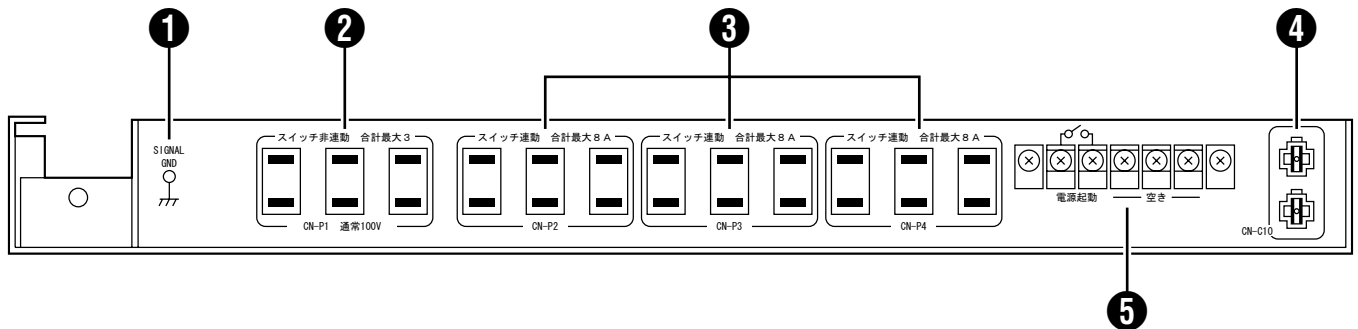 ❶
❷
❸
❹
SIGNAL
GND
スイッチ非連動 合計最大3
スイッチ連動 合計最大8A
スイッチ連動 合計最大8A
スイッチ連動 合計最大8A
CN-P1 通常100V
CN-P2
CN-P3
CN-P4
電源起動
空き
CN-C10
❺